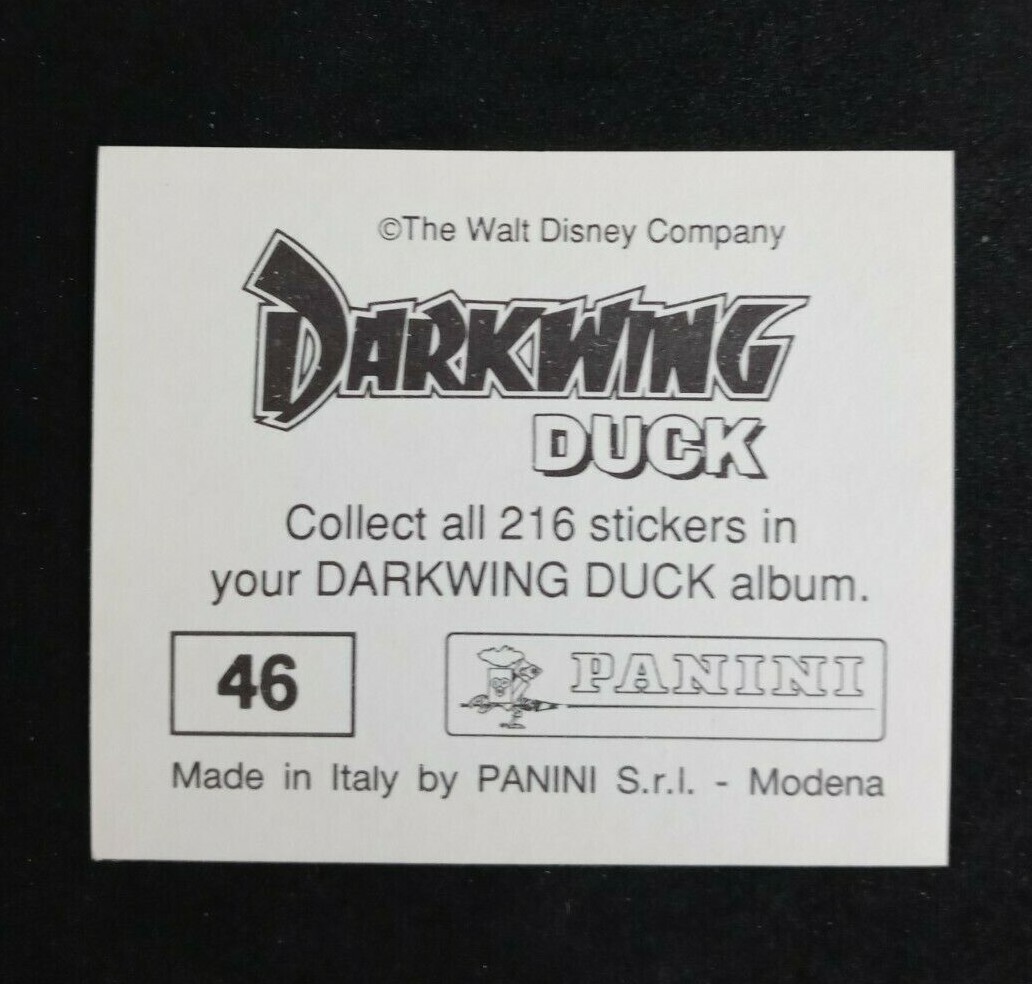 ©The Walt Disney Company
DARKWING
DUCK
Collect all 216 stickers in
your DARKWING DUCK album.
46
PANINI
Made in Italy by PANINI S.r.l. - Modena